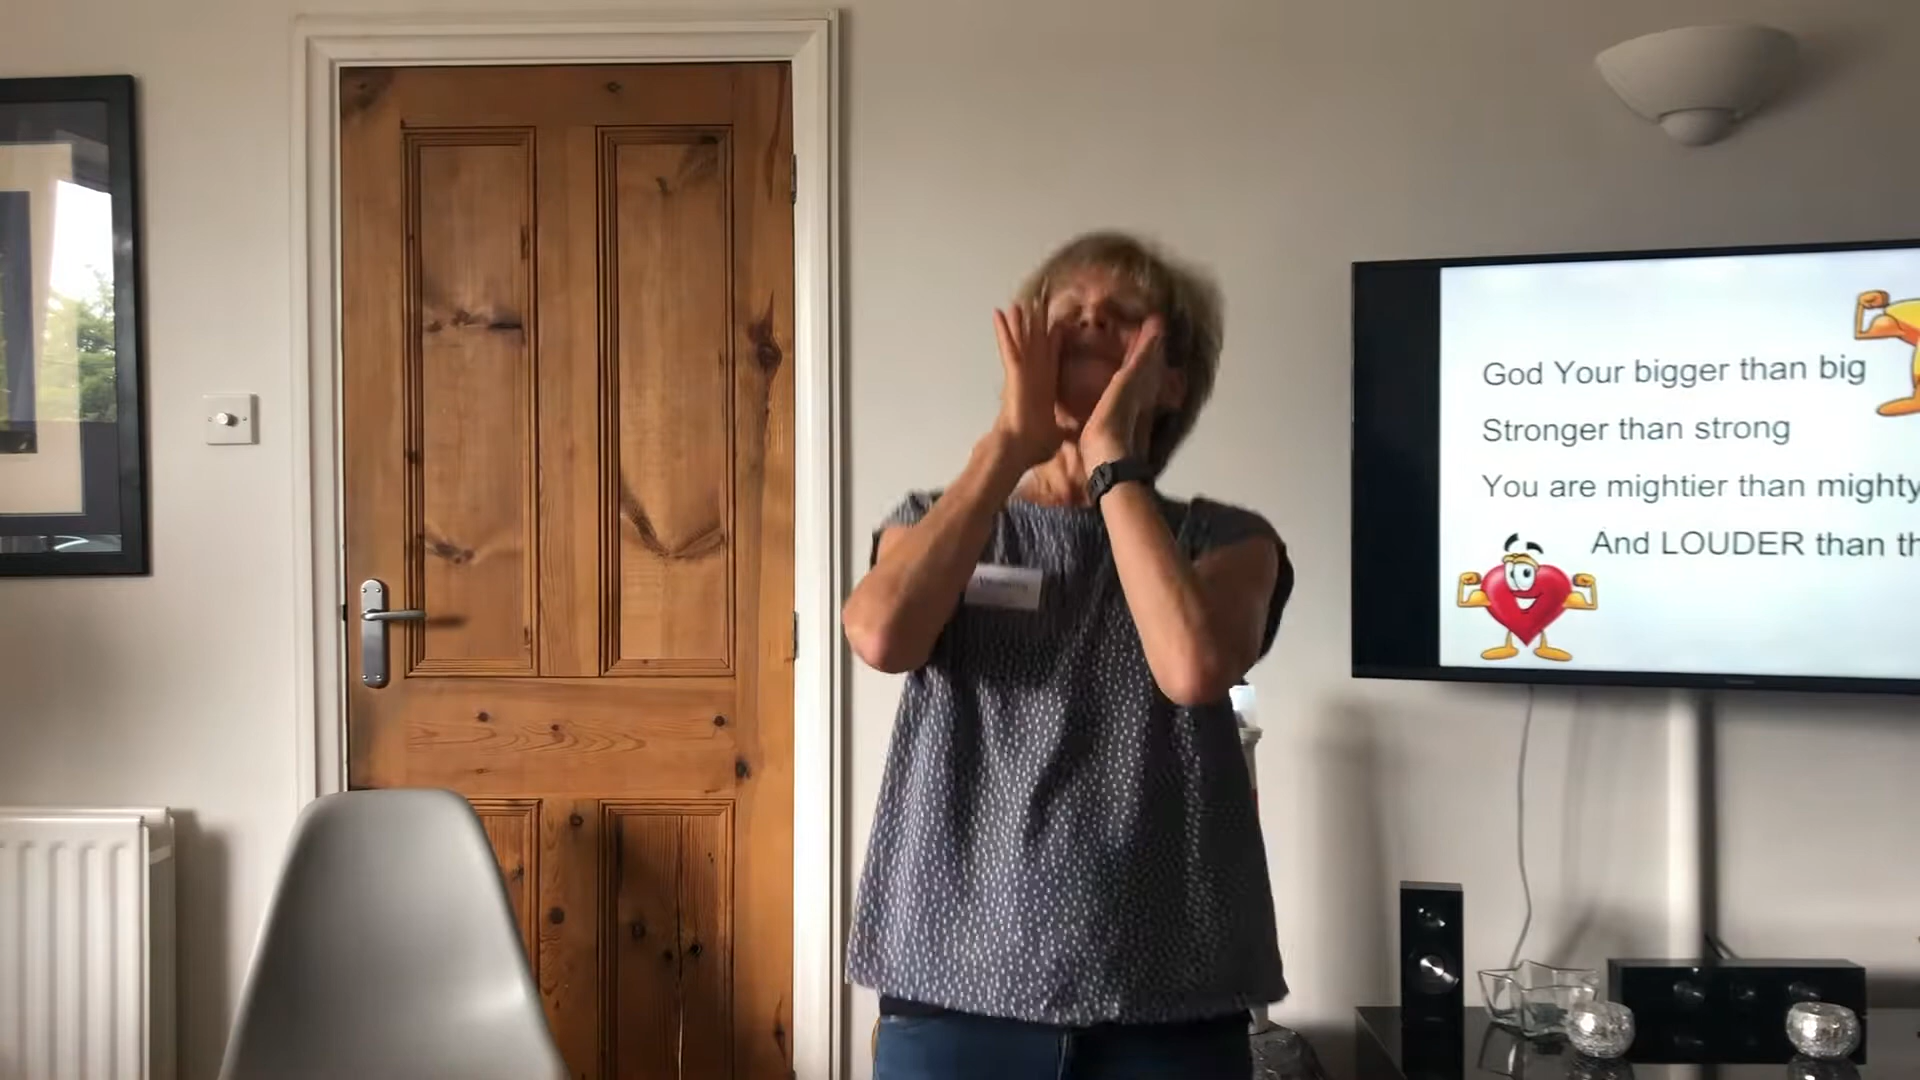 God Your bigger than big
Stronger than strong
You are mightier than mighty
And LOUDER than